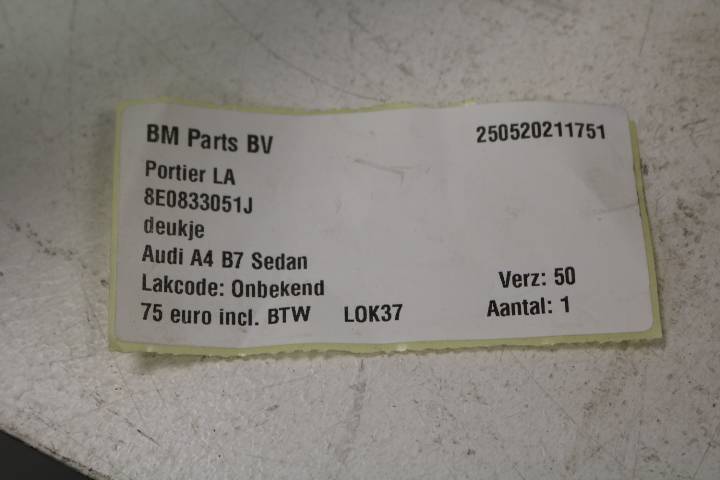 BM Parts BV 250520211751
Portier LA
8E0833051J
deukje
Audi A4 B7 Sedan
Lakcode: Onbekend Verz: 50
75 euro incl. BTW LOK37 Aantal: 1